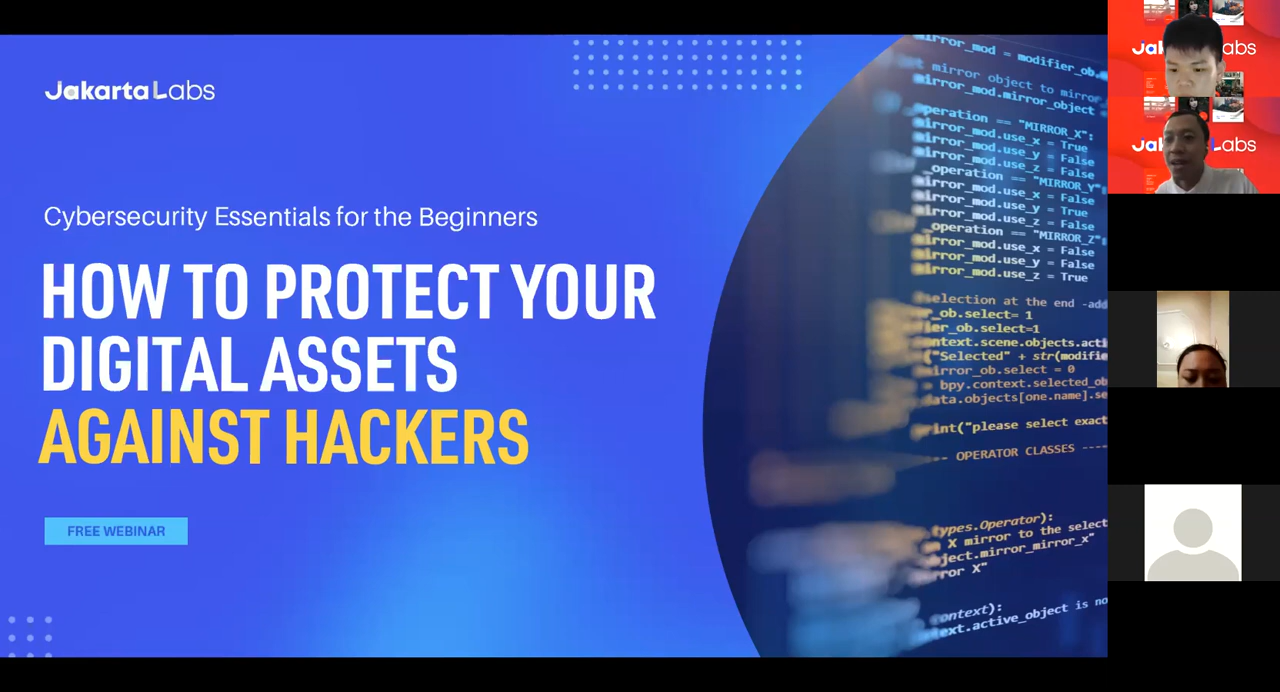 JakartaLabs
Cybersecurity Essentials for the Beginners
HOW TO PROTECT YOUR
DIGITAL ASSETS
AGAINST HACKERS
FREE WEBINAR
mirror_mod = modifier_ob.
mirror object to mirror
mirror_mod.mirror_object
operation == "MIRROR_X":
mirror_mod.use_x = True
mirror_mod.use_y = False
mirror_mod.use_z = False
_operation == "MIRROR_Y"
mirror_mod.use_x = False
mirror_mod.use_y = True
mirror_mod.use_z = False
_operation == "MIRROR_Z":
mirror_mod.use_x = False
mirror_mod.use_y = False
mirror_mod.use_z = True
selection at the end -add
_ob.select= 1
ler_ob.select=1
ntext.scene.objects.acti
("Selected" + str(modifie
mirror_ob.select = 0
= bpy.context.selected_ob
data.objects[one.name].se
print("please select exact
-- OPERATOR CLASSES ----
types.Operator):
X mirror to the select
ject.mirror_mirror_x"
ror X"
context):
ext.active_object is no
Labs
Labs